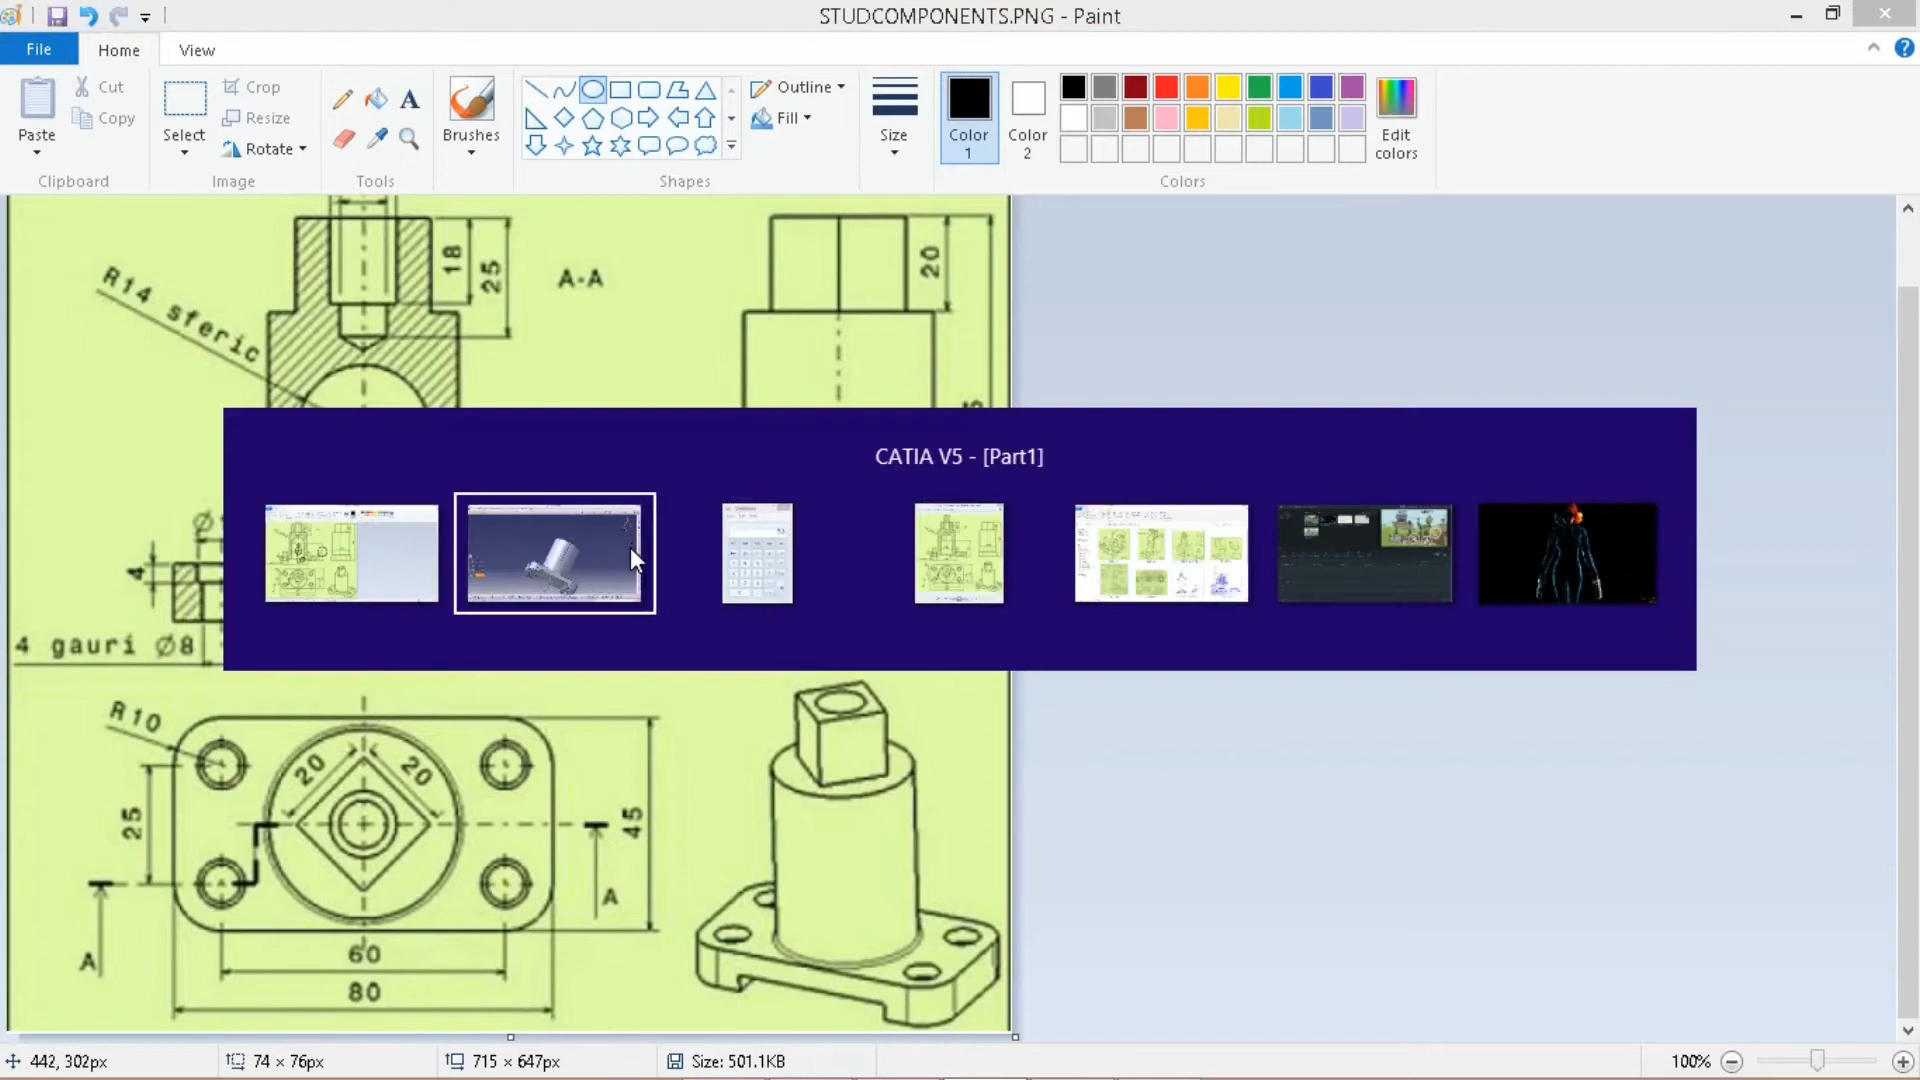 STUDCOMPONENTS.PNG - Paint
File
Home
View
Paste
Cut
Copy
Clipboard
Select
Crop
Resize
Rotate
Image
Tools
Brushes
Shapes
Outline
Fill
Size
Color
1
Color
2
Edit
colors
Colors
18
25
A-A
20
R14 sferic
CATIA V5 - [Part1]
4
4 gauri Ø8
R10
20
20
25
45
A
A
60
80
442, 302px
74 × 76px
715 × 647px
Size: 501.1KB
100%